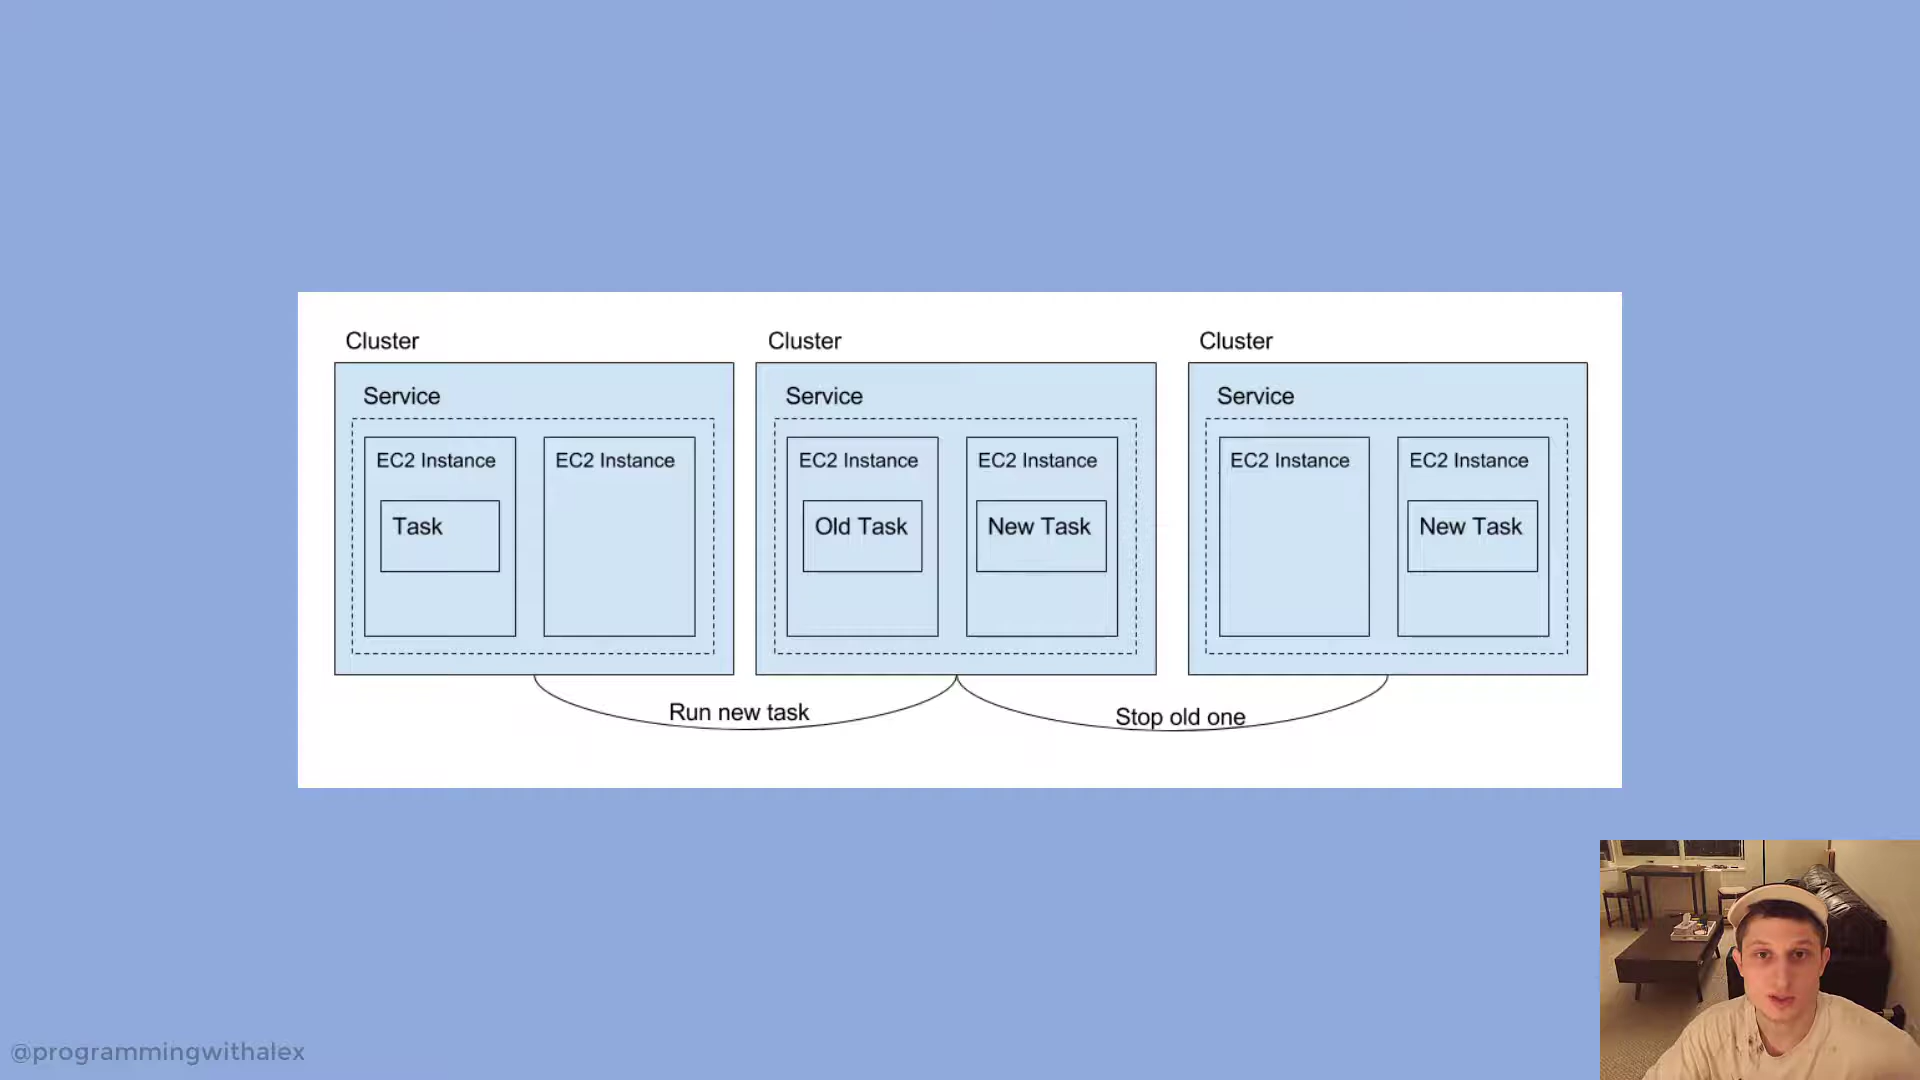 Cluster
Service
EC2 Instance
Task
EC2 Instance
Cluster
Service
EC2 Instance
Old Task
EC2 Instance
New Task
Cluster
Service
EC2 Instance
EC2 Instance
New Task
Run new task
Stop old one
@programmingwithalex